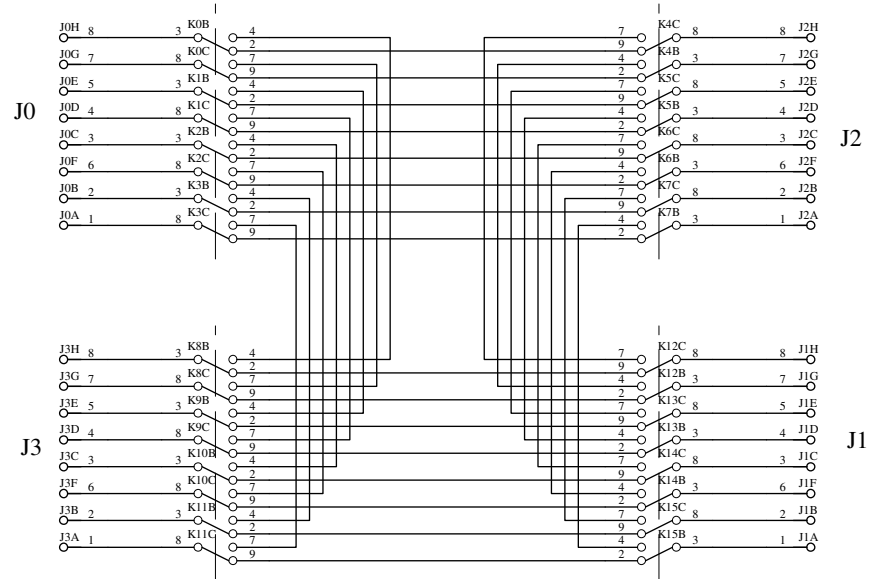 J0
J0H 8 3 K0B 4
2
J0G 7 8 K0C 7
9
J0E 5 3 K1B 4
2
J0D 4 8 K1C 7
9
J0C 3 3 K2B 4
2
J0F 6 8 K2C 7
9
J0B 2 3 K3B 4
2
J0A 1 8 K3C 7
9
J2
7 K4C 8 8 J2H
9
4 K4B 3 7 J2G
2
7 K5C 8 5 J2E
9
4 K5B 3 4 J2D
2
7 K6C 8 3 J2C
9
4 K6B 3 6 J2F
2
7 K7C 8 2 J2B
9
4 K7B 3 1 J2A
2
J3
J3H 8 3 K8B 4
2
J3G 7 8 K8C 7
9
J3E 5 3 K9B 4
2
J3D 4 8 K9C 7
9
J3C 3 3 K10B 4
2
J3F 6 8 K10C 7
9
J3B 2 3 K11B 4
2
J3A 1 8 K11C 7
9
J1
7 K12C 8 8 J1H
9
4 K12B 3 7 J1G
2
7 K13C 8 5 J1E
9
4 K13B 3 4 J1D
2
7 K14C 8 3 J1C
9
4 K14B 3 6 J1F
2
7 K15C 8 2 J1B
9
4 K15B 3 1 J1A
2